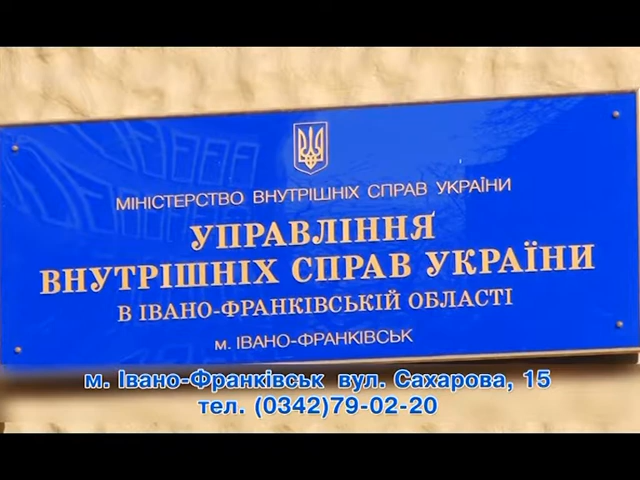 МІНІСТЕРСТВО ВНУТРІШНІХ СПРАВ УКРАЇНИ
УПРАВЛІННЯ
ВНУТРІШНІХ СПРАВ УКРАЇНИ
В ІВАНО-ФРАНКІВСЬКІЙ ОБЛАСТІ
м. ІВАНО-ФРАНКІВСЬК
м. Івано-Франківськ вул. Сахарова, 15
тел. (0342)79-02-20